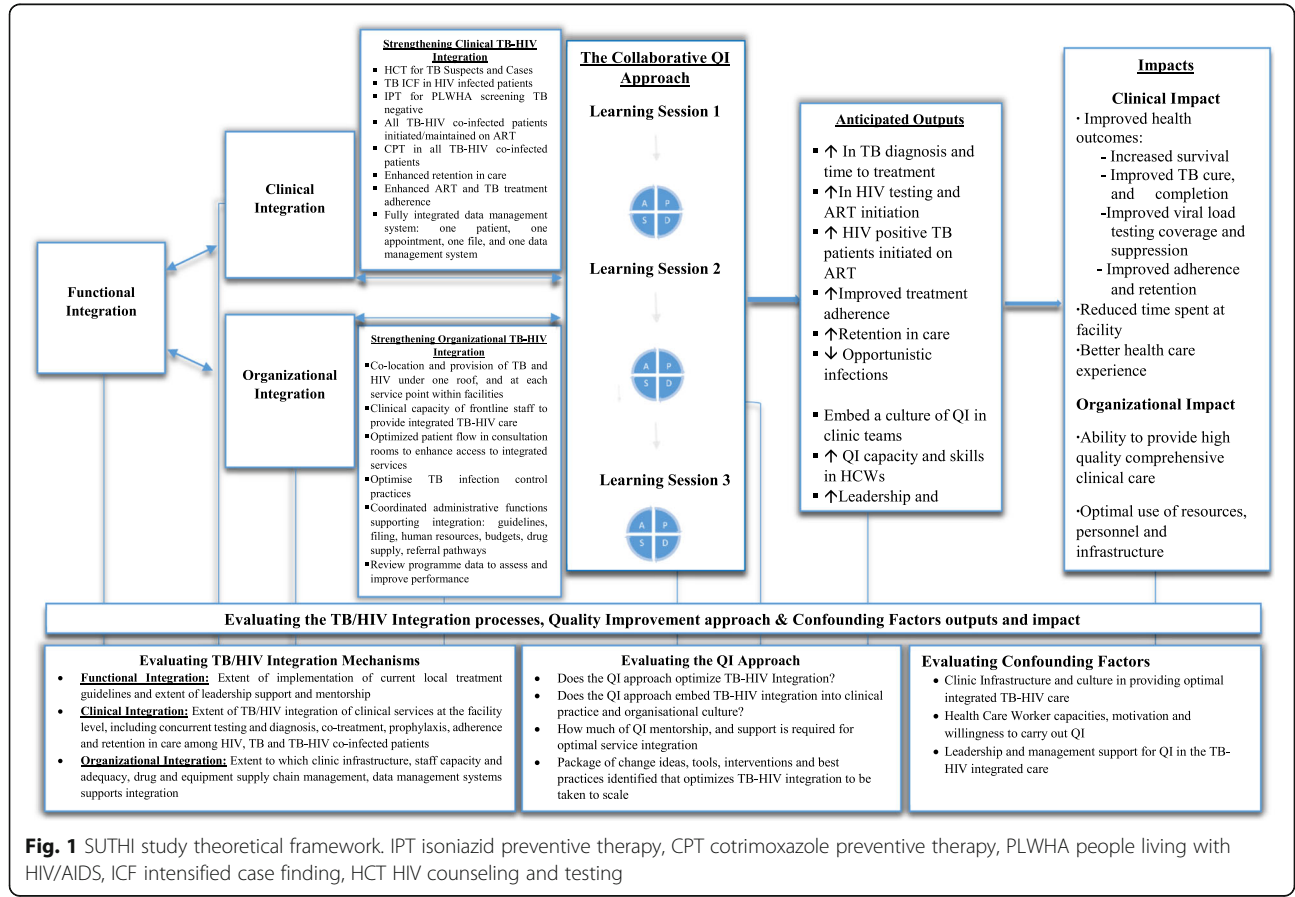 Functional
Integration
Clinical
Integration
Organizational
Integration
Strengthening Clinical TB-HIV
Integration
▪ HCT for TB Suspects and Cases
▪ TB ICF in HIV infected patients
▪ IPT for PLWHA screening TB
negative
▪ All TB-HIV co-infected patients
initiated/maintained on ART
▪ CPT in all TB-HIV co-infected
patients
▪ Enhanced retention in care
▪ Enhanced ART and TB treatment
adherence
▪ Fully integrated data management
system: one patient, one
appointment, one file, and one data
management system
Strengthening Organizational TB-HIV
Integration
▪Co-location and provision of TB and
HIV under one roof, and at each
service point within facilities
▪Clinical capacity of frontline staff to
provide integrated TB-HIV care
▪Optimized patient flow in consultation
rooms to enhance access to integrated
services
▪Optimise TB infection control
practices
▪Coordinated administrative functions
supporting integration: guidelines,
filing, human resources, budgets, drug
supply, referral pathways
▪Review programme data to assess and
improve performance
The Collaborative QI
Approach
Learning Session 1
A P
S D
Learning Session 2
A P
S D
Learning Session 3
A P
S D
Anticipated Outputs
▪ ↑ In TB diagnosis and
time to treatment
▪ ↑In HIV testing and
ART initiation
▪ ↑ HIV positive TB
patients initiated on
ART
▪ ↑Improved treatment
adherence
▪ ↑Retention in care
▪ ↓ Opportunistic
infections
Embed a culture of QI in
clinic teams
▪ ↑ QI capacity and skills
in HCWs
▪ ↑Leadership and
Impacts
Clinical Impact
· Improved health
outcomes:
- Increased survival
- Improved TB cure,
and completion
-Improved viral load
testing coverage and
suppression
- Improved adherence
and retention
·Reduced time spent at
facility
·Better health care
experience
Organizational Impact
·Ability to provide high
quality comprehensive
clinical care
·Optimal use of resources,
personnel and
infrastructure
Evaluating the TB/HIV Integration processes, Quality Improvement approach & Confounding Factors outputs and impact
Evaluating TB/HIV Integration Mechanisms
• Functional Integration: Extent of implementation of current local treatment
guidelines and extent of leadership support and mentorship
• Clinical Integration: Extent of TB/HIV integration of clinical services at the facility
level, including concurrent testing and diagnosis, co-treatment, prophylaxis, adherence
and retention in care among HIV, TB and TB-HIV co-infected patients
• Organizational Integration: Extent to which clinic infrastructure, staff capacity and
adequacy, drug and equipment supply chain management, data management systems
supports integration
Evaluating the QI Approach
• Does the QI approach optimize TB-HIV Integration?
• Does the QI approach embed TB-HIV integration into clinical
practice and organisational culture?
• How much of QI mentorship, and support is required for
optimal service integration
• Package of change ideas, tools, interventions and best
practices identified that optimizes TB-HIV integration to be
taken to scale
Evaluating Confounding Factors
• Clinic Infrastructure and culture in providing optimal
integrated TB-HIV care
• Health Care Worker capacities, motivation and
willingness to carry out QI
• Leadership and management support for QI in the TB-
HIV integrated care
Fig. 1 SUTHI study theoretical framework. IPT isoniazid preventive therapy, CPT cotrimoxazole preventive therapy, PLWHA people living with
HIV/AIDS, ICF intensified case finding, HCT HIV counseling and testing